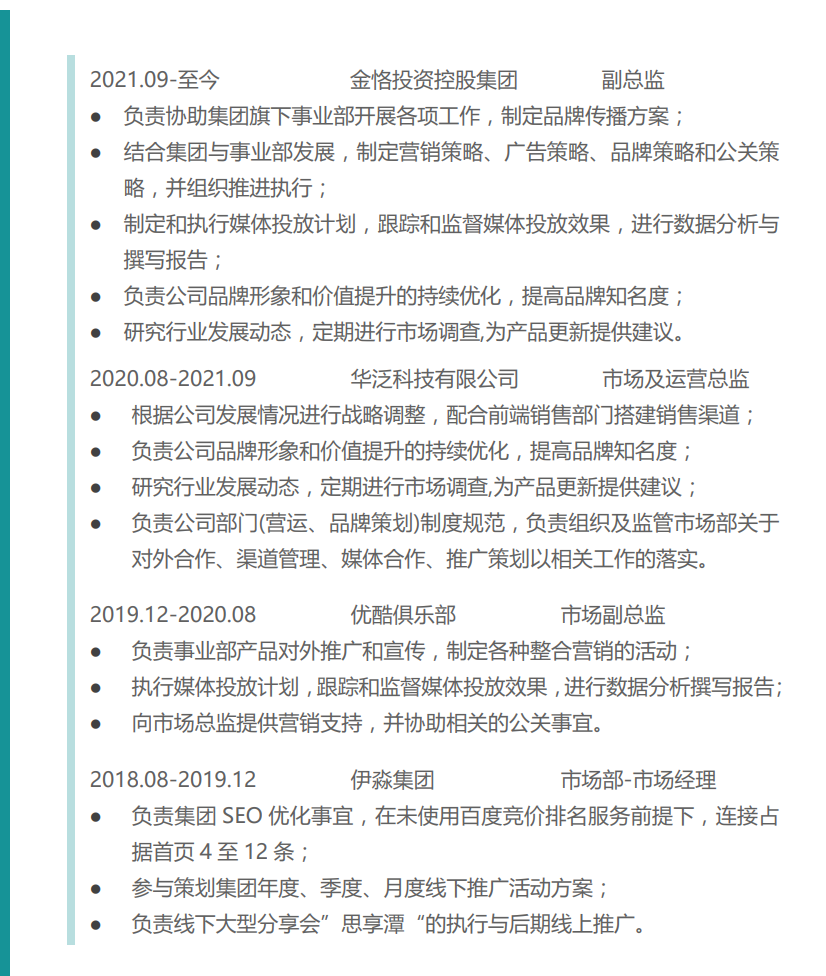 2021.09-至今 金恪投资控股集团 副总监
● 负责协助集团旗下事业部开展各项工作，制定品牌传播方案；
● 结合集团与事业部发展，制定营销策略、广告策略、品牌策略和公关策
略，并组织推进执行；
● 制定和执行媒体投放计划，跟踪和监督媒体投放效果，进行数据分析与
撰写报告；
● 负责公司品牌形象和价值提升的持续优化，提高品牌知名度；
● 研究行业发展动态，定期进行市场调查,为产品更新提供建议。
2020.08-2021.09 华泛科技有限公司 市场及运营总监
● 根据公司发展情况进行战略调整，配合前端销售部门搭建销售渠道；
● 负责公司品牌形象和价值提升的持续优化，提高品牌知名度；
● 研究行业发展动态，定期进行市场调查,为产品更新提供建议；
● 负责公司部门(营运、品牌策划)制度规范，负责组织及监管市场部关于
对外合作、渠道管理、媒体合作、推广策划以相关工作的落实。
2019.12-2020.08 优酷俱乐部 市场副总监
● 负责事业部产品对外推广和宣传，制定各种整合营销的活动；
● 执行媒体投放计划，跟踪和监督媒体投放效果，进行数据分析撰写报告；
● 向市场总监提供营销支持，并协助相关的公关事宜。
2018.08-2019.12 伊淼集团 市场部-市场经理
● 负责集团 SEO 优化事宜，在未使用百度竞价排名服务前提下，连接占
据首页 4 至 12 条；
● 参与策划集团年度、季度、月度线下推广活动方案；
● 负责线下大型分享会”思享潭“的执行与后期线上推广。